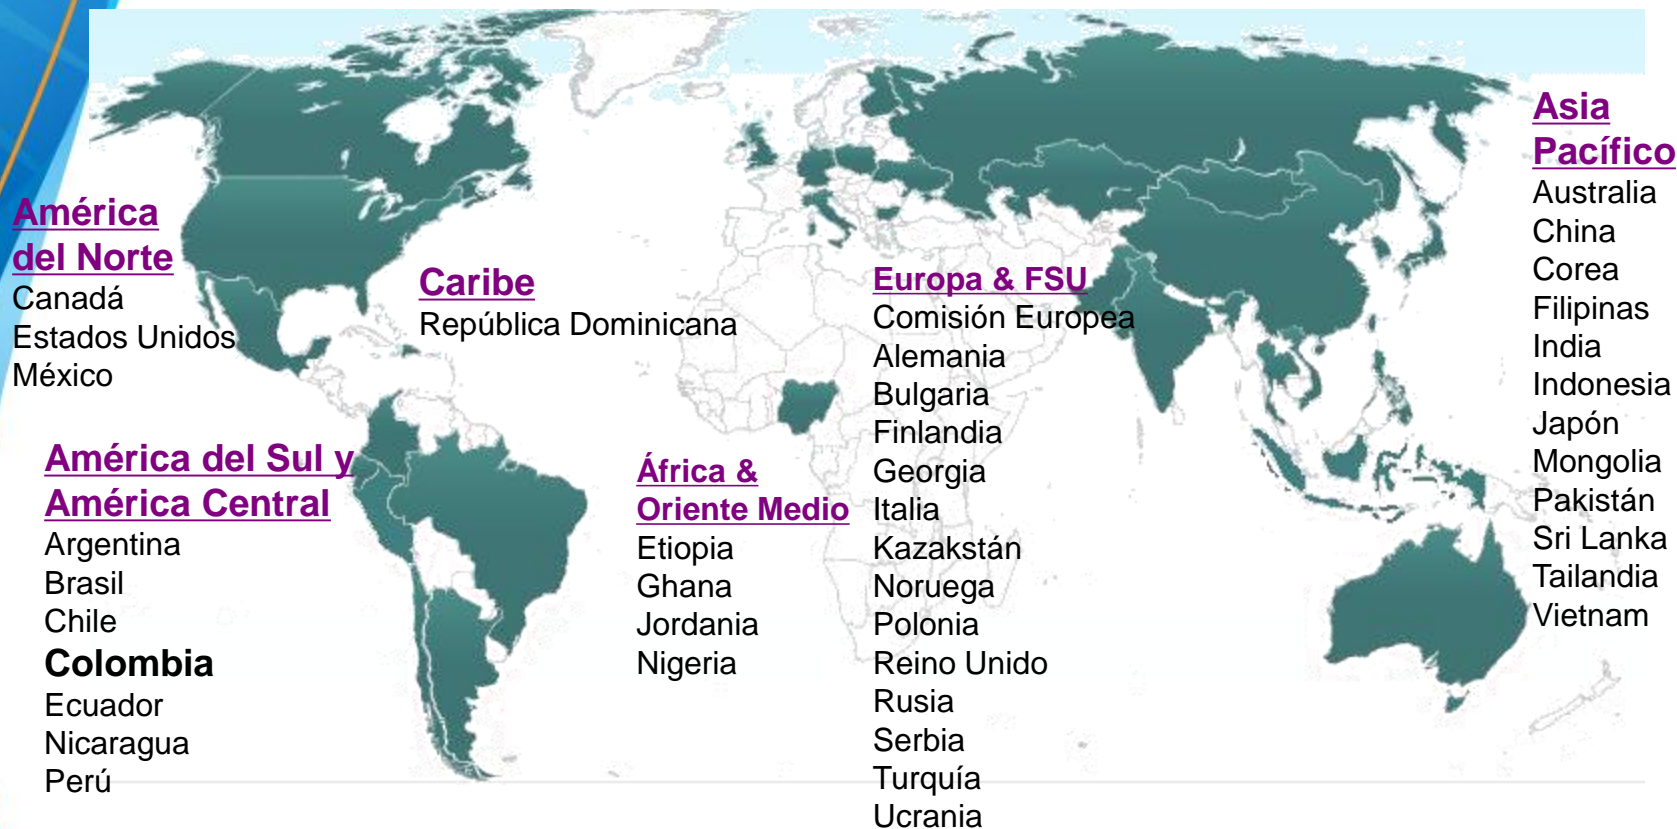 América
del Norte
Canadá
Estados Unidos
México
América del Sul y
América Central
Argentina
Brasil
Chile
Colombia
Ecuador
Nicaragua
Perú
Caribe
República Dominicana
África &
Oriente Medio
Etiopia
Ghana
Jordania
Nigeria
Europa & FSU
Comisión Europea
Alemania
Bulgaria
Finlandia
Georgia
Italia
Kazakstán
Noruega
Polonia
Reino Unido
Rusia
Serbia
Turquía
Ucrania
Asia
Pacífico
Australia
China
Corea
Filipinas
India
Indonesia
Japón
Mongolia
Pakistán
Sri Lanka
Tailandia
Vietnam